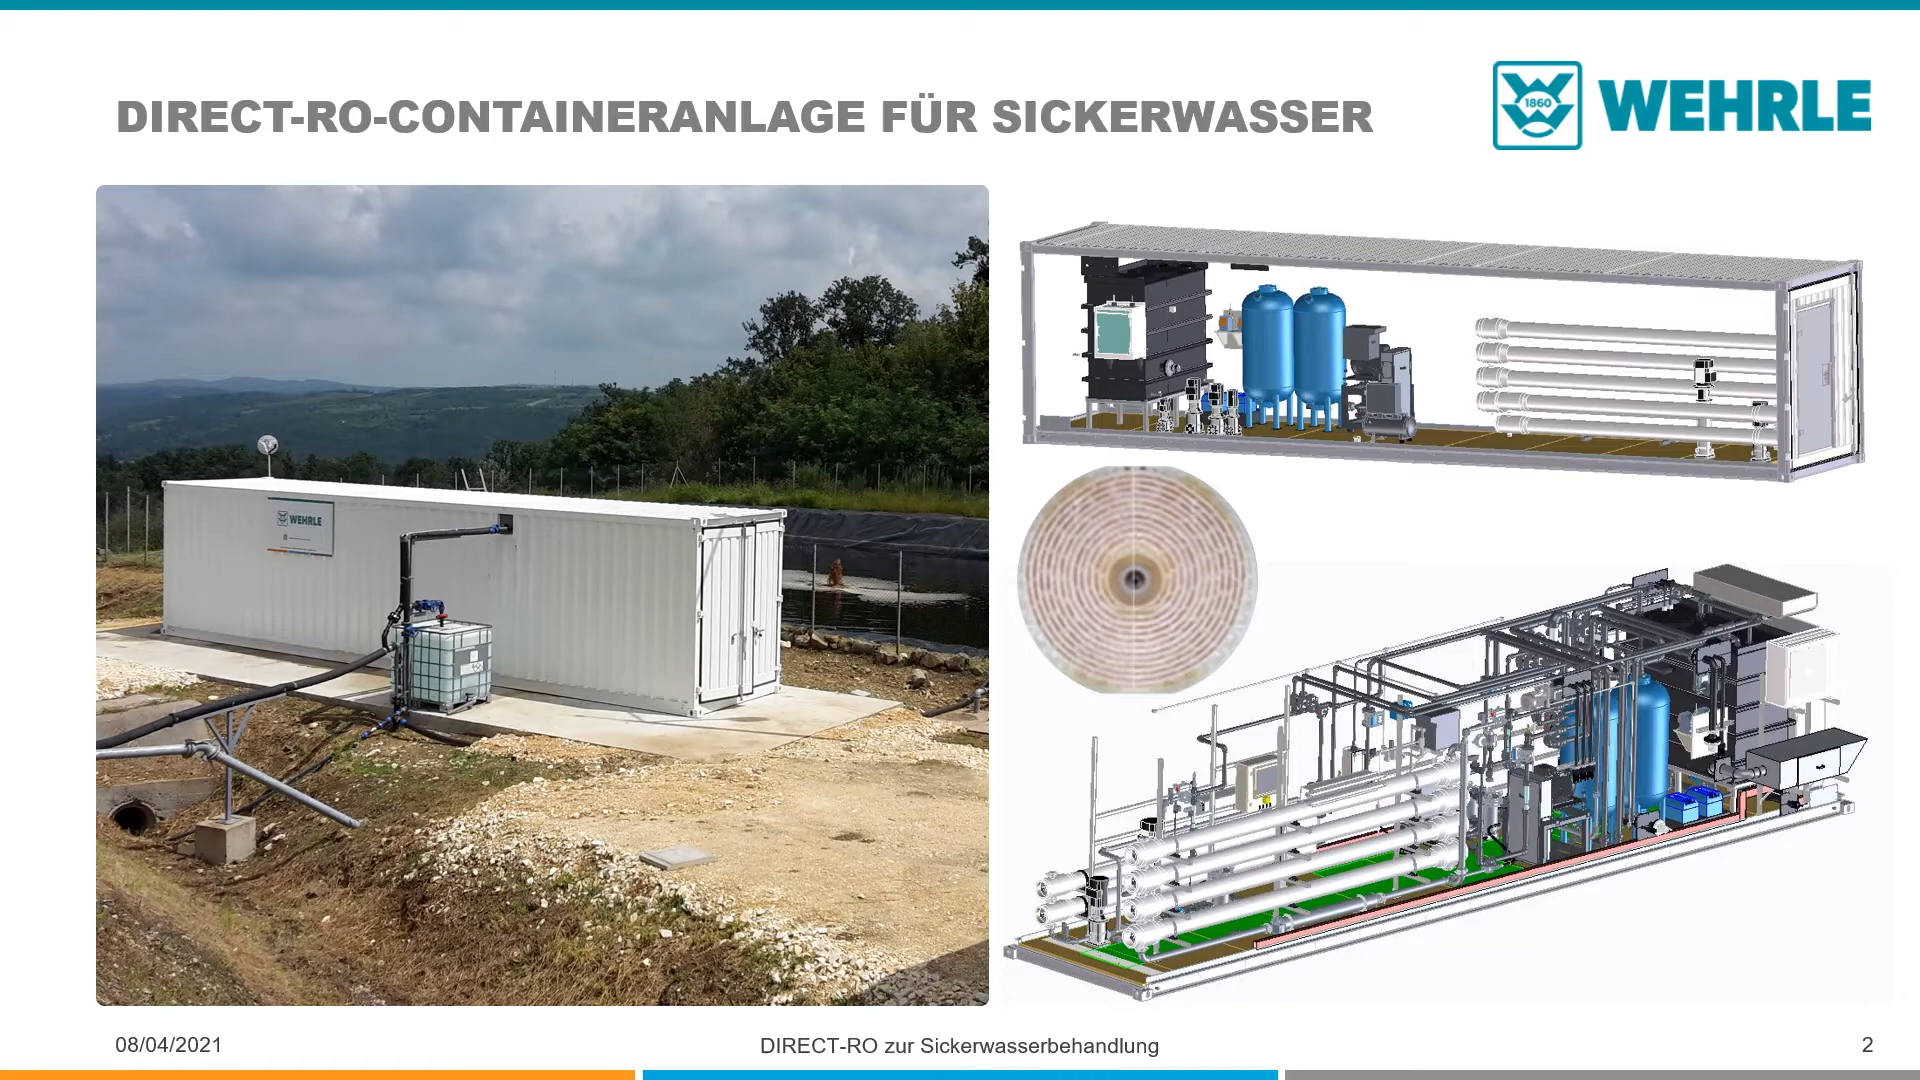 DIRECT-RO-CONTAINERANLAGE FÜR SICKERWASSER
1860
WEHRLE
WEHRLE
08/04/2021
DIRECT-RO zur Sickerwasserbehandlung
2